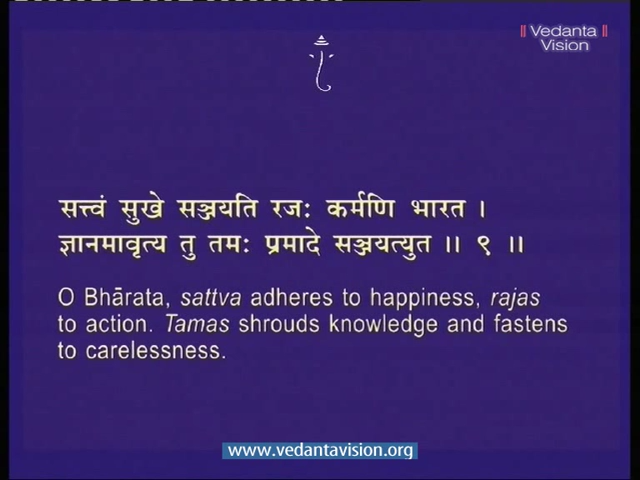 ॥ Vedanta ॥
Vision
सत्त्वं सुखे सञ्जयति रजः कर्मणि भारत ।
ज्ञानमावृत्य तु तमः प्रमादे सञ्जयत्युत ॥ ९ ॥
O Bhārata, sattva adheres to happiness, rajas
to action. Tamas shrouds knowledge and fastens
to carelessness.
www.vedantavision.org